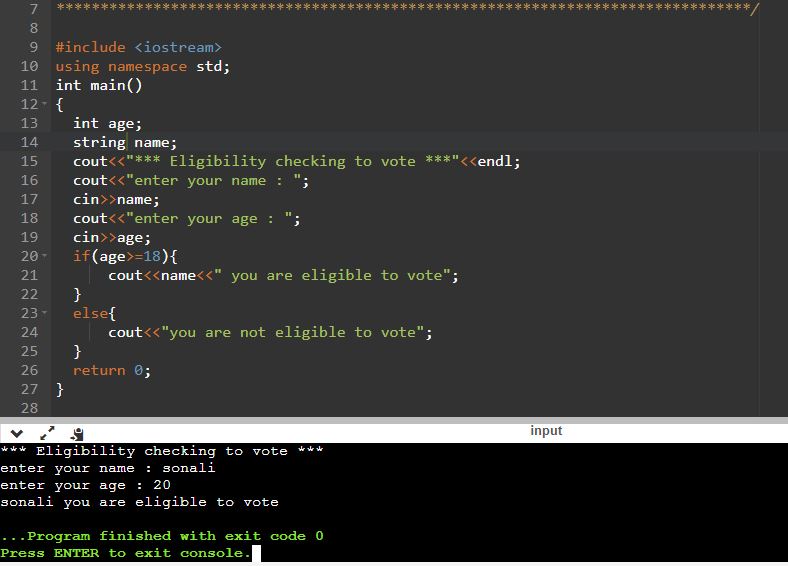 7 *******************************************************************************/
8
9 #include <iostream>
10 using namespace std;
11 int main()
12 {
13 int age;
14 string name;
15 cout<<"*** Eligibility checking to vote ***"<<endl;
16 cout<<"enter your name : ";
17 cin>>name;
18 cout<<"enter your age : ";
19 cin>>age;
20 if(age>=18){
21 cout<<name<<" you are eligible to vote";
22 }
23 else{
24 cout<<"you are not eligible to vote";
25 }
26 return 0;
27 }
28
input
*** Eligibility checking to vote ***
enter your name : sonali
enter your age : 20
sonali you are eligible to vote
...Program finished with exit code 0
Press ENTER to exit console.